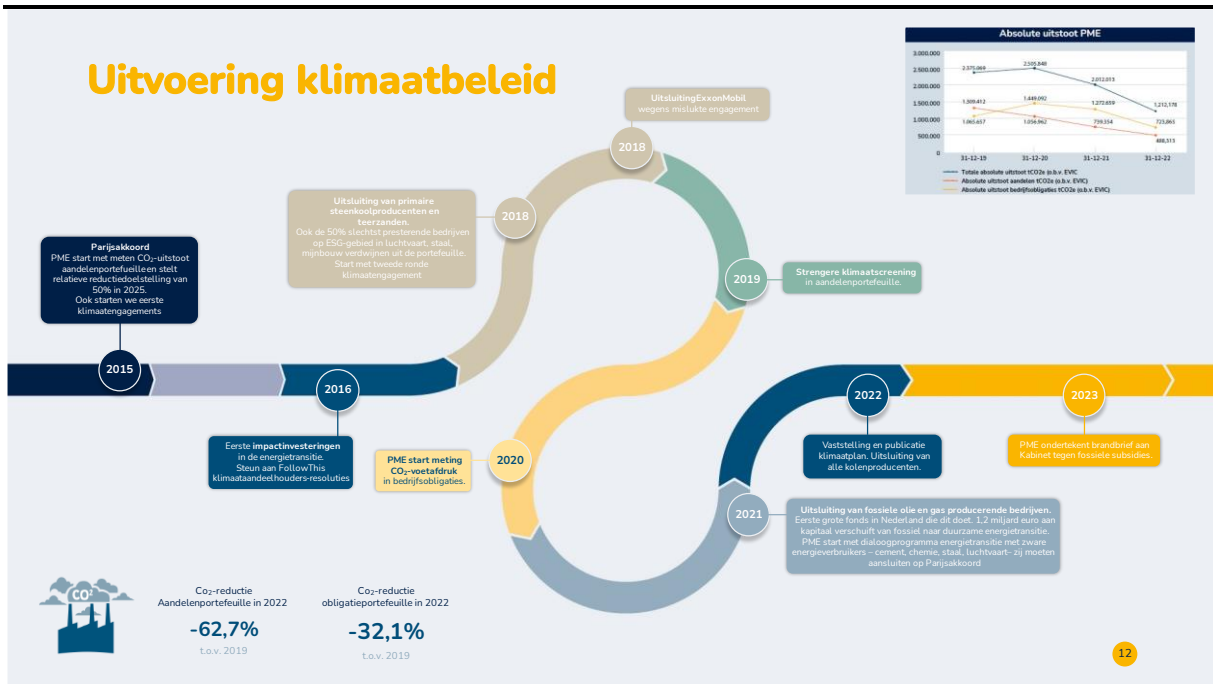 Uitvoering klimaatbeleid
Absolute uitstoot PME
3.000.000
2.500.000
2.000.000
1.500.000
1.000.000
500.000
0
2.375.069
2.505.848
2.012.013
1.212,178
1.309.412
1.449.092
1.272.659
723,865
1.065.657
1.056.962
739.354
488,313
31-12-19
31-12-20
31-12-21
31-12-22
Totale absolute uitstoot tCO2e (o.b.v. EVIC
Absolute uitstoot aandelen tCO2e (o.b.v. EVIC)
Absolute uitstoot bedrijfsobligaties tCO2e (o.b.v. EVIC)
Parijsakkoord
PME start met meten CO₂-uitstoot
aandelenportefueille en stelt
relatieve reductiedoelstelling van
50% in 2025.
Ook starten we eerste
klimaatengagements
2015
2016
Eerste impactinvesteringen
in de energietransitie.
Steun aan FollowThis
klimaataandeelhouders-resoluties
Uitsluiting van primaire
steenkoolproducenten en
teerzanden.
Ook de 50% slechtst presterende bedrijven
op ESG-gebied in luchtvaart, staal,
mijnbouw verdwijnen uit de portefeuille.
Start met tweede ronde
klimaatengagement
2018
UitsluitingExxonMobil
wegens mislukte engagement
2018
2019
Strengere klimaatscreening
in aandelenportefeuille.
PME start meting
CO₂-voetafdruk
in bedrijfsobligaties.
2020
2021
Uitsluiting van fossiele olie en gas producerende bedrijven.
Eerste grote fonds in Nederland die dit doet. 1,2 miljard euro aan
kapitaal verschuift van fossiel naar duurzame energietransitie.
PME start met dialoogprogramma energietransitie met zware
energieverbruikers – cement, chemie, staal, luchtvaart- zij moeten
aansluiten op Parijsakkoord
2022
Vaststelling en publicatie
klimaatplan. Uitsluiting van
alle kolenproducenten.
2023
PME ondertekent brandbrief aan
Kabinet tegen fossiele subsidies.
CO²
Co₂-reductie
Aandelenportefeuille in 2022
-62,7%
t.o.v. 2019
Co₂-reductie
obligatieportefeuille in 2022
-32,1%
t.o.v. 2019
12